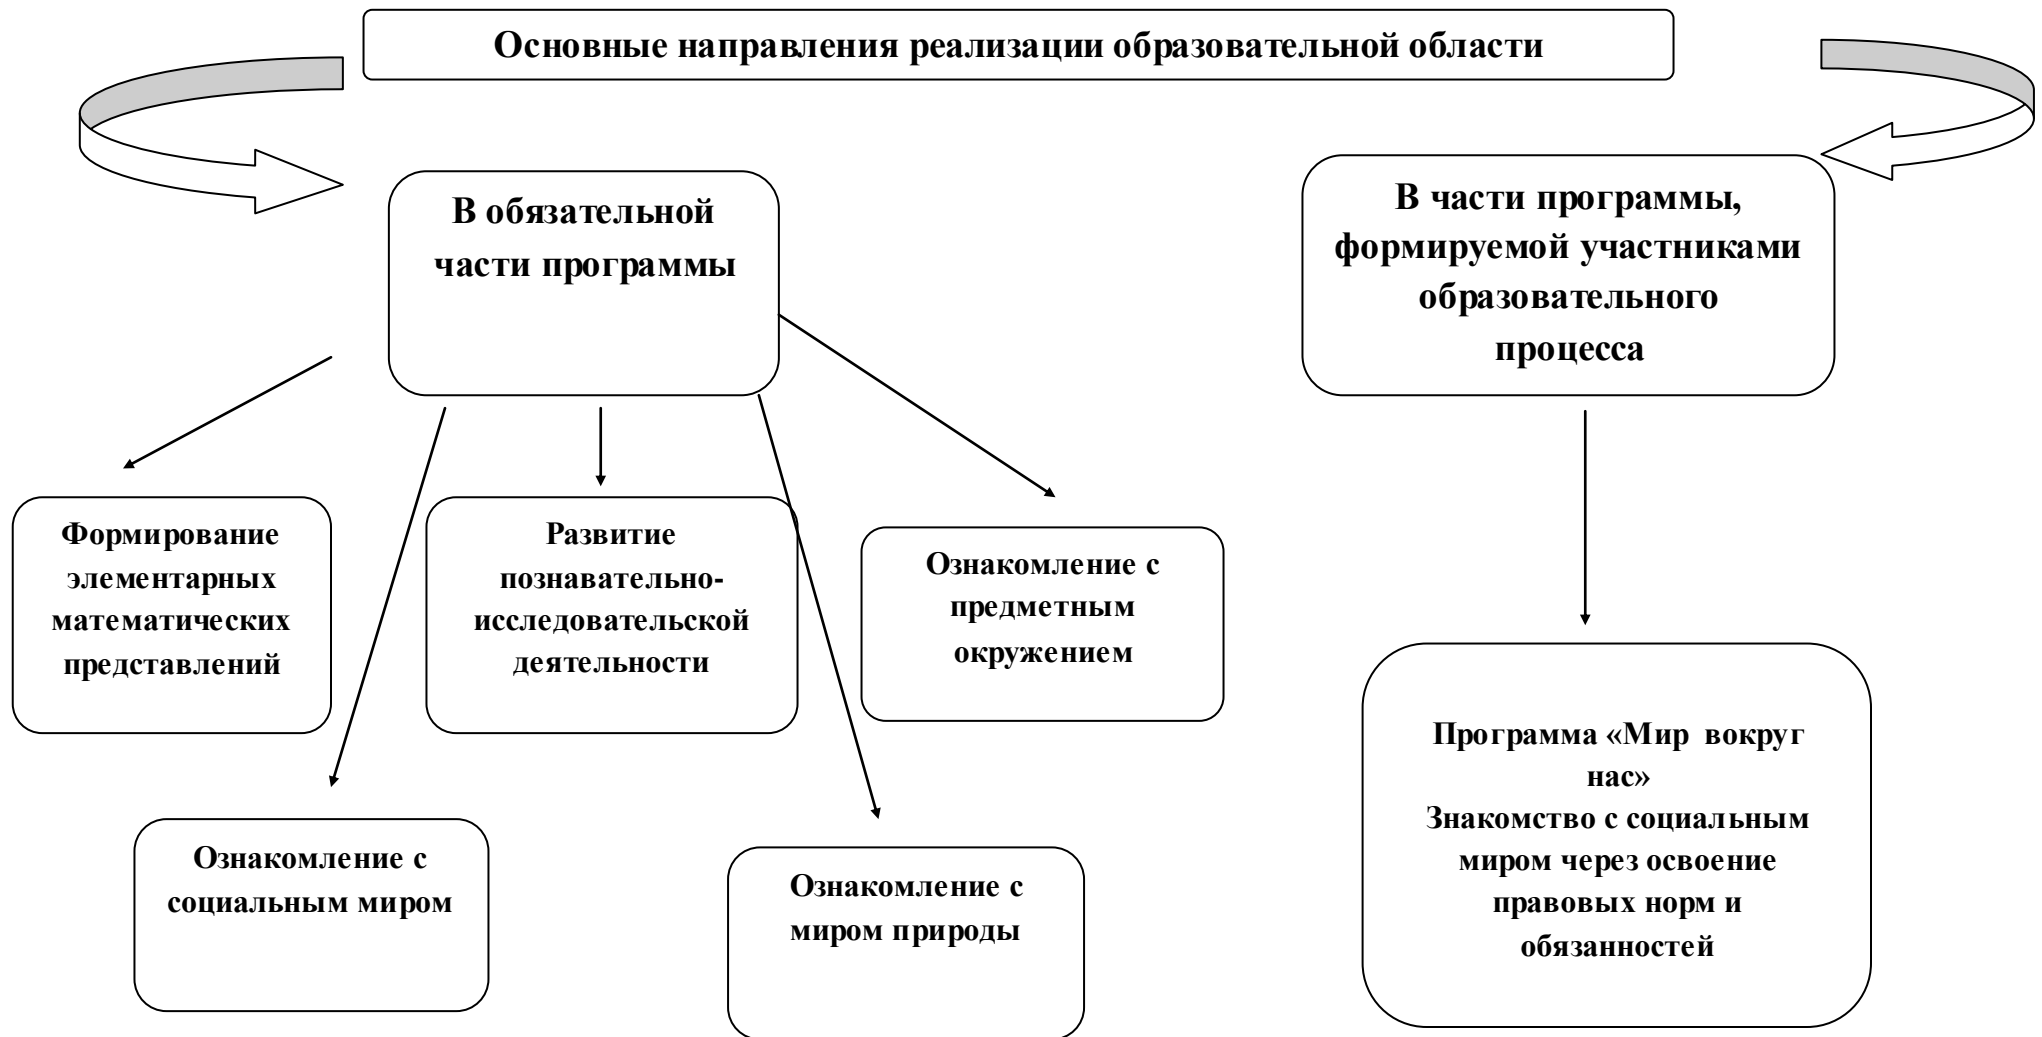 Основные направления реализации образовательной области
В обязательной
части программы
В части программы,
формируемой участниками
образовательного
процесса
Формирование
элементарных
математических
представлений
Развитие
познавательно-
исследовательской
деятельности
Ознакомление с
предметным
окружением
Ознакомление с
социальным миром
Ознакомление с
миром природы
Программа «Мир вокруг
нас»
Знакомство с социальным
миром через освоение
правовых норм и
обязанностей